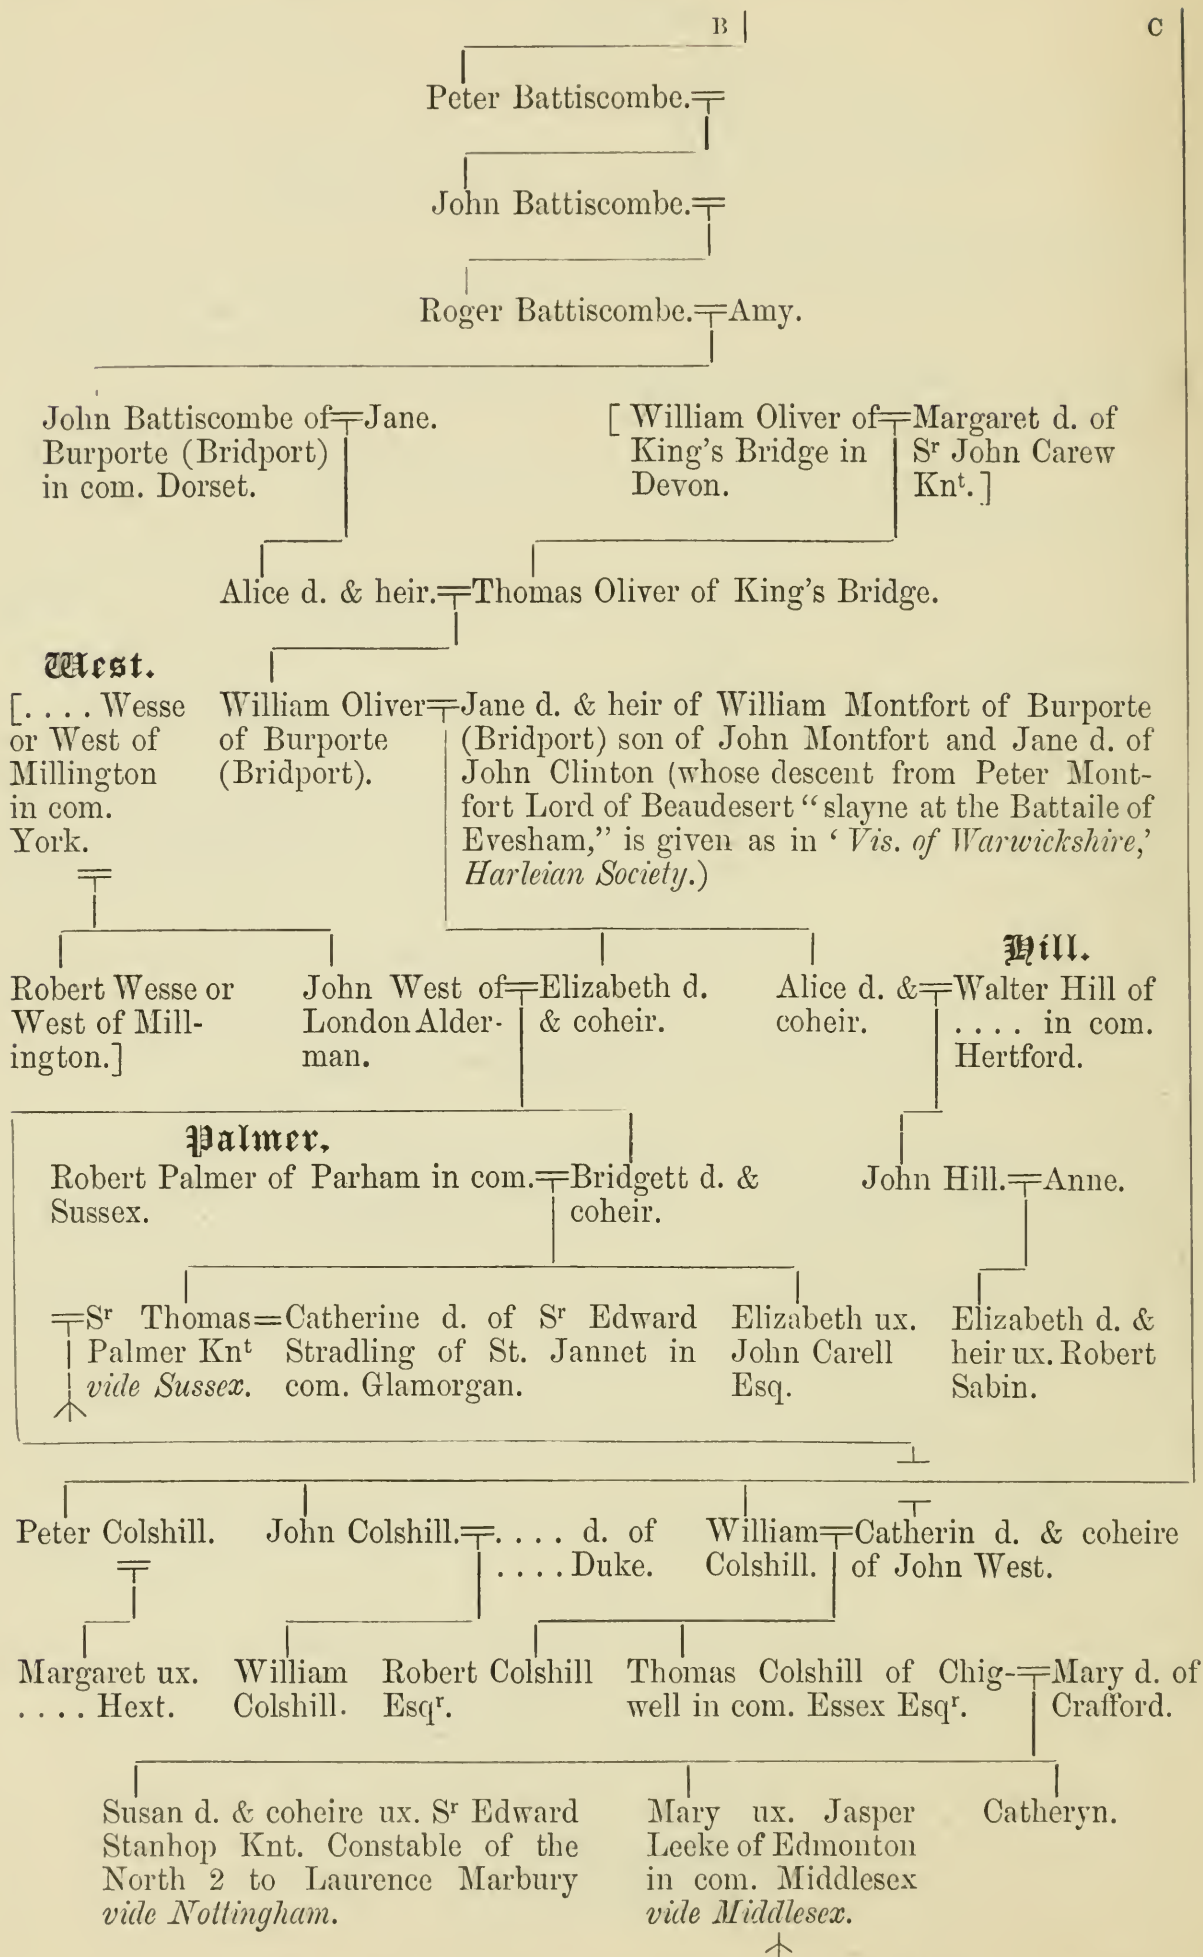 B
C
Peter Battiscombe.
John Battiscombe.
Roger Battiscombe. Amy.
John Battiscombe of Jane.
Burporte (Bridport)
in com. Dorset.
[ William Oliver of
King's Bridge in
Devon.
Margaret d. of
Sr John Carew
Knt.]
Alice d. & heir. Thomas Oliver of King's Bridge.
West.
[. . . . Wesse
or West of
Millington
in com.
York.
William Oliver
of Burporte
(Bridport).
Jane d. & heir of William Montfort of Burporte
(Bridport) son of John Montfort and Jane d. of
John Clinton (whose descent from Peter Mont-
fort Lord of Beaudesert "slayne at the Battaile of
Evesham," is given as in ' Vis. of Warwickshire,'
Harleian Society.)
Robert Wesse or
West of Mill-
ington.]
John West of
London Alder-
man.
Elizabeth d.
& coheir.
Alice d. &
coheir.
Hill.
Walter Hill of
. . . . in com.
Hertford.
Palmer.
Robert Palmer of Parham in com.
Sussex.
Bridgett d. &
coheir.
John Hill. Anne.
Sr Thomas
Palmer Knt
vide Sussex.
Catherine d. of Sr Edward
Stradling of St. Jannet in
com. Glamorgan.
Elizabeth ux.
John Carell
Esq.
Elizabeth d. &
heir ux. Robert
Sabin.
Peter Colshill.
John Colshill. . . . . d. of
. . . . Duke.
William
Colshill.
Catherin d. & coheire
of John West.
Margaret ux.
. . . . Hext.
William
Colshill.
Robert Colshill
Esqr.
Thomas Colshill of Chig-
well in com. Essex Esqr.
Mary d. of
Crafford.
Susan d. & coheire ux. Sr Edward
Stanhop Knt. Constable of the
North 2 to Laurence Marbury
vide Nottingham.
Mary ux. Jasper
Leeke of Edmonton
in com. Middlesex
vide Middlesex.
Catheryn.